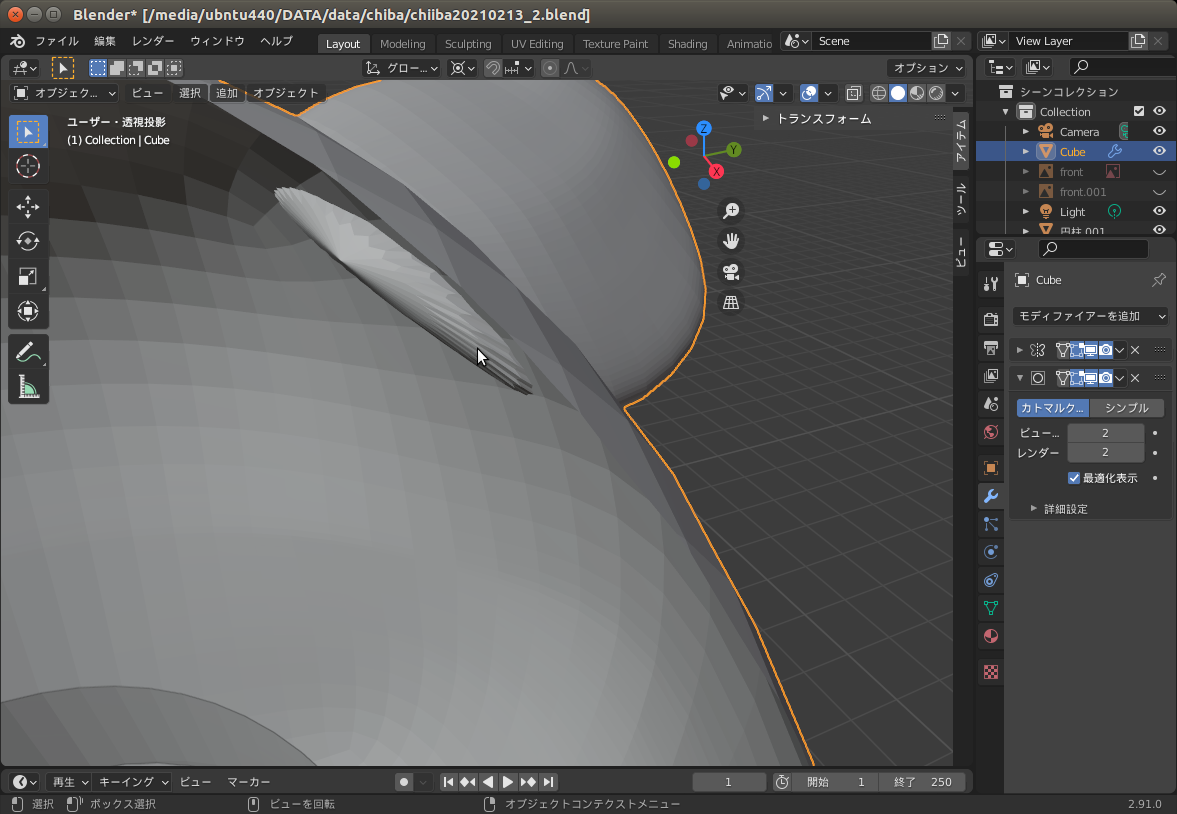 Blender* [/media/ubntu440/DATA/data/chiba/chiiba20210213_2.blend]
ファイル 編集 レンダー ウィンドウ ヘルプ Layout Modeling Sculpting UV Editing Texture Paint Shading Animatio Scene View Layer
グロー... オプション
オブジェク... ビュー 選択 追加 オブジェクト
ユーザー・透視投影
(1) Collection | Cube
トランスフォーム
アイテム
ツール
ビュー
Z
Y
X
シーンコレクション
Collection
Camera
Cube
front
front.001
Light
円柱.001
Cube
モディファイアーを追加
カトマルク... シンプル
ビュー... 2
レンダー 2
最適化表示
詳細設定
再生 キーイング ビュー マーカー 1 開始 1 終了 250
選択 ボックス選択 ビューを回転 オブジェクトコンテクストメニュー 2.91.0